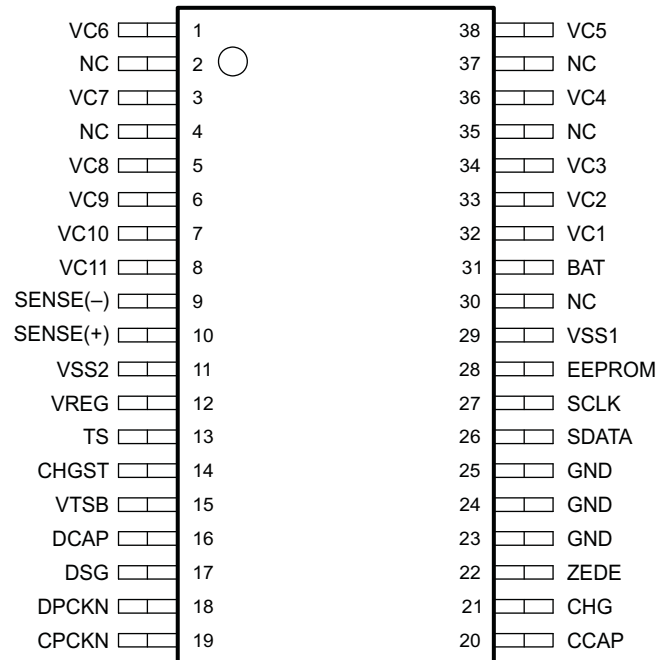 VC6 1 38 VC5
NC 2 37 NC
VC7 3 36 VC4
NC 4 35 NC
VC8 5 34 VC3
VC9 6 33 VC2
VC10 7 32 VC1
VC11 8 31 BAT
SENSE(–) 9 30 NC
SENSE(+) 10 29 VSS1
VSS2 11 28 EEPROM
VREG 12 27 SCLK
TS 13 26 SDATA
CHGST 14 25 GND
VTSB 15 24 GND
DCAP 16 23 GND
DSG 17 22 ZEDE
DPCKN 18 21 CHG
CPCKN 19 20 CCAP